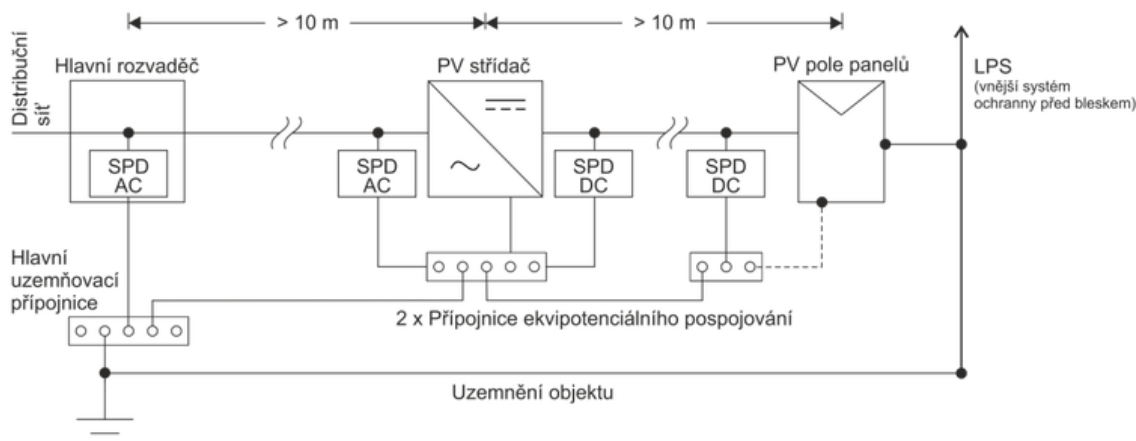 > 10 m
> 10 m
Distribuční
síť
Hlavní rozvaděč
PV střídač
PV pole panelů
LPS
(vnější systém
ochranny před bleskem)
SPD
AC
SPD
AC
SPD
DC
SPD
DC
Hlavní
uzemňovací
přípojnice
2 x Přípojnice ekvipotenciálního pospojování
Uzemnění objektu